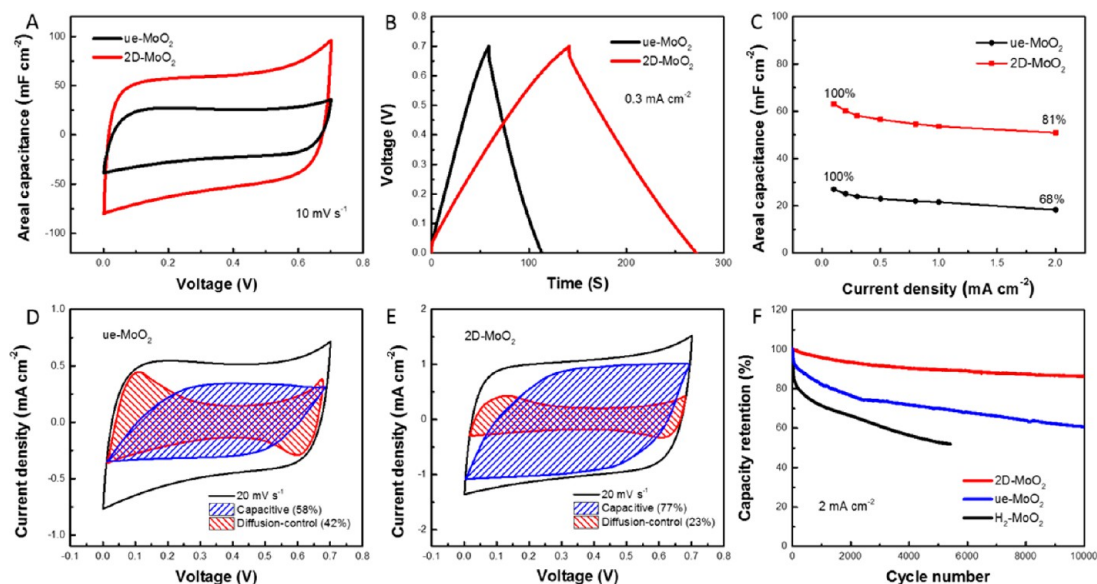 A
ue-MoO2
2D-MoO2
10 mV s-1
Areal capacitance (mF cm-2)
100
50
0
-50
-100
0.0 0.2 0.4 0.6 0.8
Voltage (V)
B
ue-MoO2
2D-MoO2
0.3 mA cm-2
Voltage (V)
0.8
0.7
0.6
0.5
0.4
0.3
0.2
0.1
0.0
0 100 200 300
Time (S)
C
ue-MoO2
2D-MoO2
100%
81%
100%
68%
Areal capacitance (mF cm-2)
100
80
60
40
20
0
0.0 0.5 1.0 1.5 2.0
Current density (mA cm-2)
D
ue-MoO2
20 mV s-1
Capacitive (58%)
Diffusion-control (42%)
Current density (mA cm-2)
1.0
0.5
0.0
-0.5
-1.0
-0.1 0.0 0.1 0.2 0.3 0.4 0.5 0.6 0.7 0.8
Voltage (V)
E
2D-MoO2
20 mV s-1
Capacitive (77%)
Diffusion-control (23%)
Current density (mA cm-2)
2
1
0
-1
-2
-0.1 0.0 0.1 0.2 0.3 0.4 0.5 0.6 0.7 0.8
Voltage (V)
F
2 mA cm-2
2D-MoO2
ue-MoO2
H2-MoO2
Capacity retention (%)
120
100
80
60
40
20
0
0 2000 4000 6000 8000 10000
Cycle number